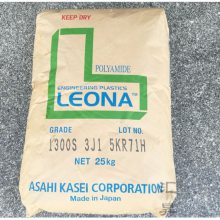 KEEP DRY
POLYAMIDE
ENGINEERING PLASTICS
LEONA™
GRADE LOT NO.
1300S 3J1 5KR71H
NET 25kg
ASAHI KASEI CORPORATION
Made in Japan